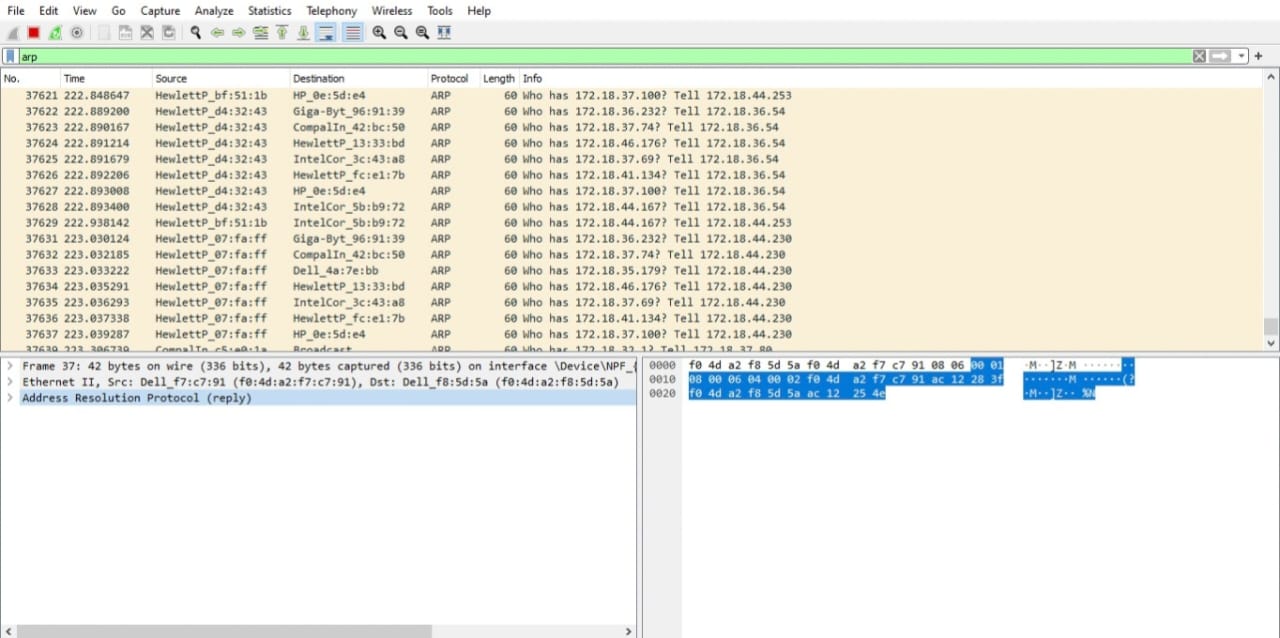 File Edit View Go Capture Analyze Statistics Telephony Wireless Tools Help
arp
No. Time Source Destination Protocol Length Info
37621 222.848647 HewlettP_bf:51:1b HP_0e:5d:e4 ARP 60 Who has 172.18.37.100? Tell 172.18.44.253
37622 222.889200 HewlettP_d4:32:43 Giga-Byt_96:91:39 ARP 60 Who has 172.18.36.232? Tell 172.18.36.54
37623 222.890167 HewlettP_d4:32:43 CompalIn_42:bc:50 ARP 60 Who has 172.18.37.74? Tell 172.18.36.54
37624 222.891214 HewlettP_d4:32:43 HewlettP_13:33:bd ARP 60 Who has 172.18.46.176? Tell 172.18.36.54
37625 222.891679 HewlettP_d4:32:43 IntelCor_3c:43:a8 ARP 60 Who has 172.18.37.69? Tell 172.18.36.54
37626 222.892206 HewlettP_d4:32:43 HewlettP_fc:e1:7b ARP 60 Who has 172.18.41.134? Tell 172.18.36.54
37627 222.893008 HewlettP_d4:32:43 HP_0e:5d:e4 ARP 60 Who has 172.18.37.100? Tell 172.18.36.54
37628 222.893400 HewlettP_d4:32:43 IntelCor_5b:b9:72 ARP 60 Who has 172.18.44.167? Tell 172.18.36.54
37629 222.938142 HewlettP_bf:51:1b IntelCor_5b:b9:72 ARP 60 Who has 172.18.44.167? Tell 172.18.44.253
37631 223.030124 HewlettP_07:fa:ff Giga-Byt_96:91:39 ARP 60 Who has 172.18.36.232? Tell 172.18.44.230
37632 223.032185 HewlettP_07:fa:ff CompalIn_42:bc:50 ARP 60 Who has 172.18.37.74? Tell 172.18.44.230
37633 223.033222 HewlettP_07:fa:ff Dell_4a:7e:bb ARP 60 Who has 172.18.35.179? Tell 172.18.44.230
37634 223.035291 HewlettP_07:fa:ff HewlettP_13:33:bd ARP 60 Who has 172.18.46.176? Tell 172.18.44.230
37635 223.036293 HewlettP_07:fa:ff IntelCor_3c:43:a8 ARP 60 Who has 172.18.37.69? Tell 172.18.44.230
37636 223.037338 HewlettP_07:fa:ff HewlettP_fc:e1:7b ARP 60 Who has 172.18.41.134? Tell 172.18.44.230
37637 223.039287 HewlettP_07:fa:ff HP_0e:5d:e4 ARP 60 Who has 172.18.37.100? Tell 172.18.44.230
37639 223.306739 CompalIn_c5:e0:1a Broadcast ARP 60 Who has 172.18.32.1? Tell 172.18.37.80
Frame 37: 42 bytes on wire (336 bits), 42 bytes captured (336 bits) on interface \Device\NPF_{
Ethernet II, Src: Dell_f7:c7:91 (f0:4d:a2:f7:c7:91), Dst: Dell_f8:5d:5a (f0:4d:a2:f8:5d:5a)
Address Resolution Protocol (reply)
0000 f0 4d a2 f8 5d 5a f0 4d a2 f7 c7 91 08 06 00 01 ·M··]Z·M ········
0010 08 00 06 04 00 02 f0 4d a2 f7 c7 91 ac 12 28 3f ·······M ······(?
0020 f0 4d a2 f8 5d 5a ac 12 25 4e ·M··]Z·· %N